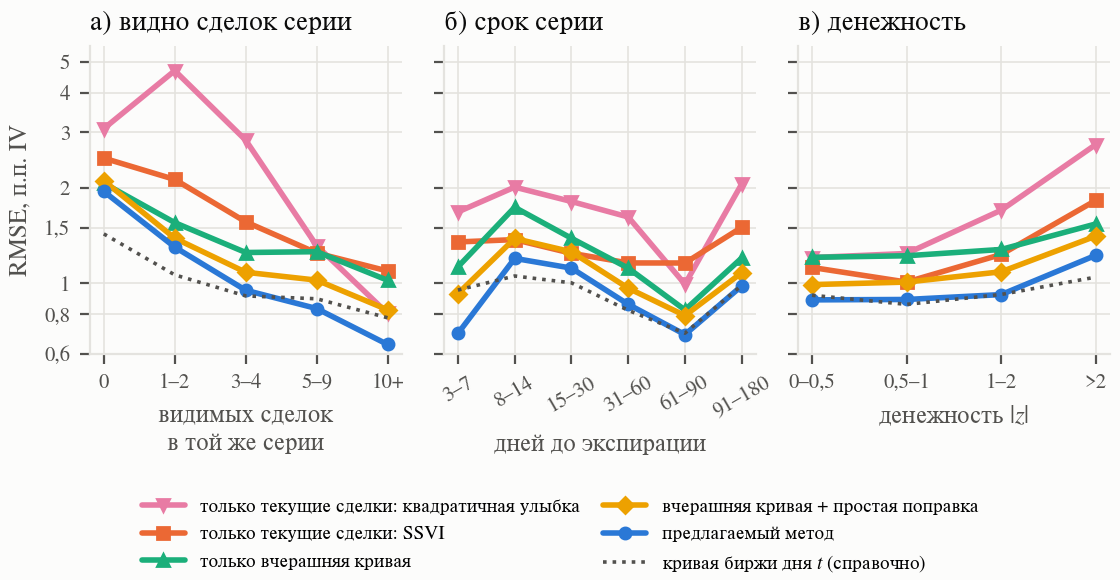 а) видно сделок серии
б) срок серии
в) денежность
RMSE, п.п. IV
5
4
3
2
1,5
1
0,8
0,6
0
1–2
3–4
5–9
10+
видимых сделок
в той же серии
3–7
8–14
15–30
31–60
61–90
91–180
дней до экспирации
0–0,5
0,5–1
1–2
>2
денежность |z|
только текущие сделки: квадратичная улыбка
только текущие сделки: SSVI
только вчерашняя кривая
вчерашняя кривая + простая поправка
предлагаемый метод
кривая биржи дня t (справочно)